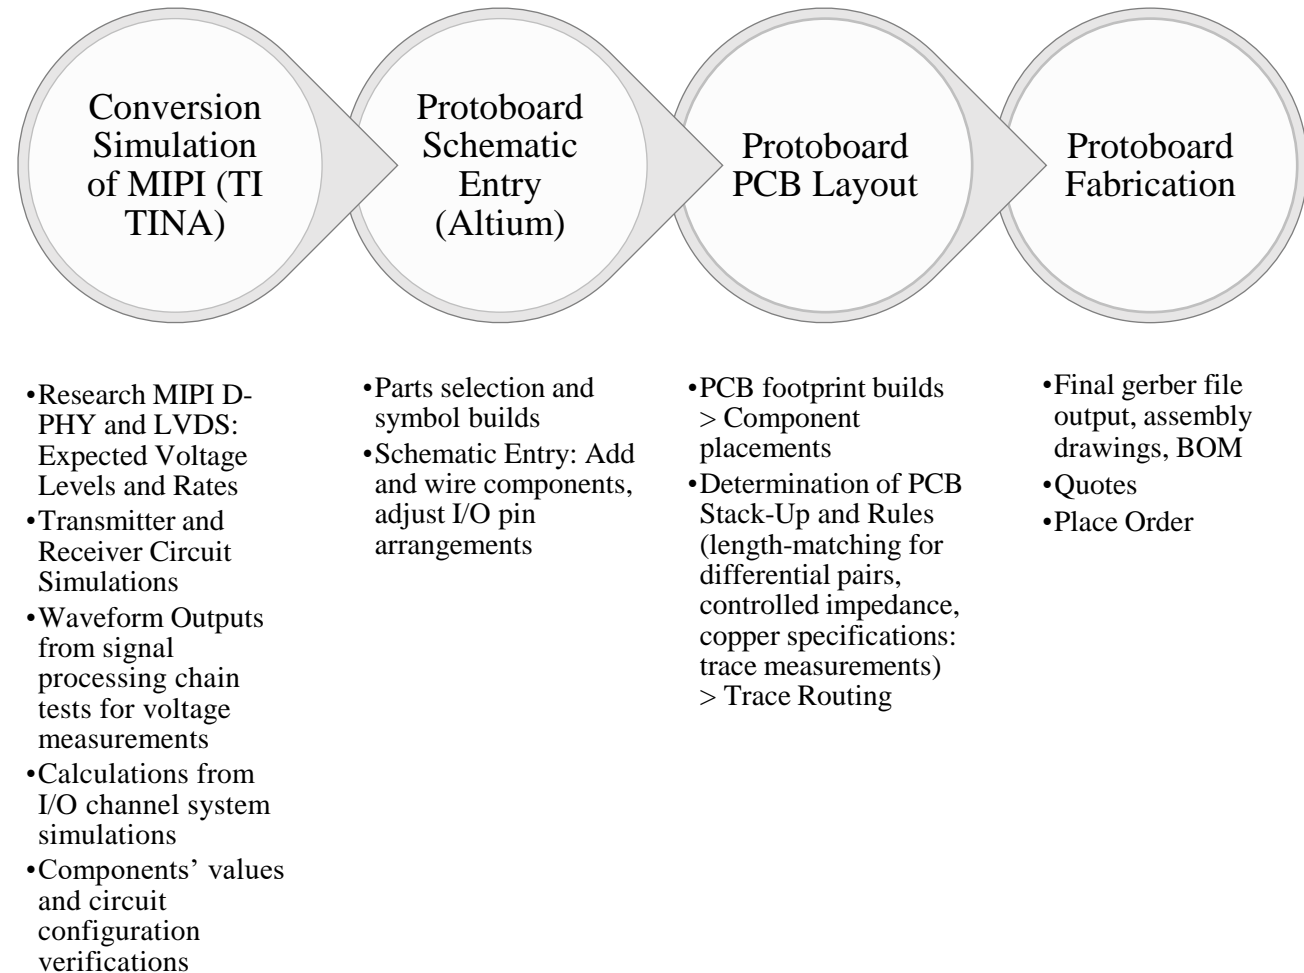 Conversion
Simulation
of MIPI (TI
TINA)
Protoboard
Schematic
Entry
(Altium)
Protoboard
PCB Layout
Protoboard
Fabrication
•Research MIPI D-
PHY and LVDS:
Expected Voltage
Levels and Rates
•Transmitter and
Receiver Circuit
Simulations
•Waveform Outputs
from signal
processing chain
tests for voltage
measurements
•Calculations from
I/O channel system
simulations
•Components’ values
and circuit
configuration
verifications
•Parts selection and
symbol builds
•Schematic Entry: Add
and wire components,
adjust I/O pin
arrangements
•PCB footprint builds
> Component
placements
•Determination of PCB
Stack-Up and Rules
(length-matching for
differential pairs,
controlled impedance,
copper specifications:
trace measurements)
> Trace Routing
•Final gerber file
output, assembly
drawings, BOM
•Quotes
•Place Order